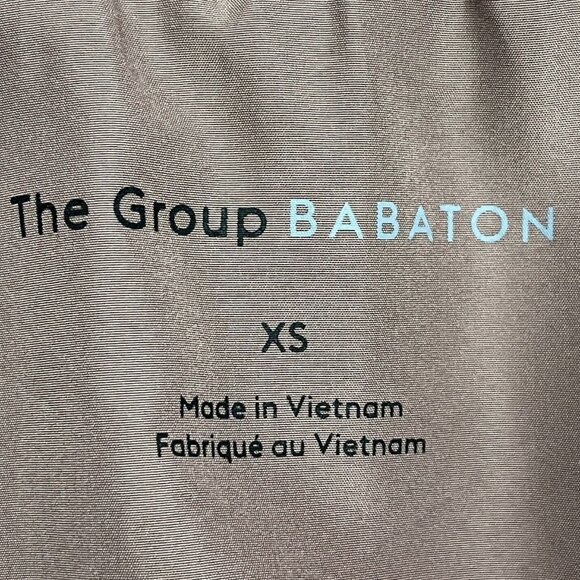 The Group BABATON
XS
Made in Vietnam
Fabriqué au Vietnam